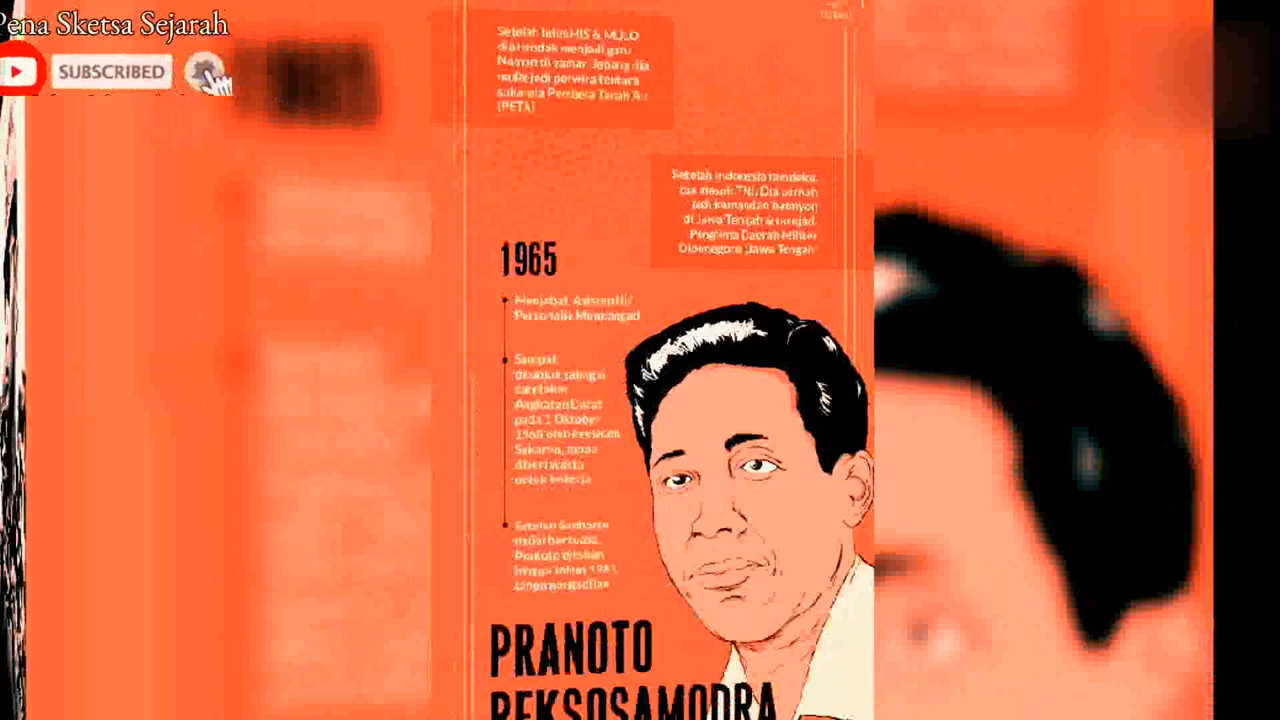 Pena Sketsa Sejarah
SUBSCRIBED
Setelah lulus HIS & MULO
dia hendak menjadi guru
Namun di zaman Jepang dia
mulai jadi perwira tentara
sukarela Pembela Tanah Air
(PETA)
Setelah Indonesia merdeka,
dia masuk TNI. Dia pernah
jadi komandan batalyon
di Jawa Tengah & menjadi
Panglima Daerah Militer
Diponegoro Jawa Tengah
1965
Menjabat Asisten III/
Personalia Menpangad
Sempat
ditunjuk sebagai
caretaker
Angkatan Darat
pada 1 Oktober
1965 oleh Presiden
Sukarno, tanpa
diberi waktu
untuk bekerja
Setelah Soeharto
mulai berkuasa,
Pranoto ditahan
hingga tahun 1981
tanpa pengadilan
PRANOTO
REKSOSAMODRA